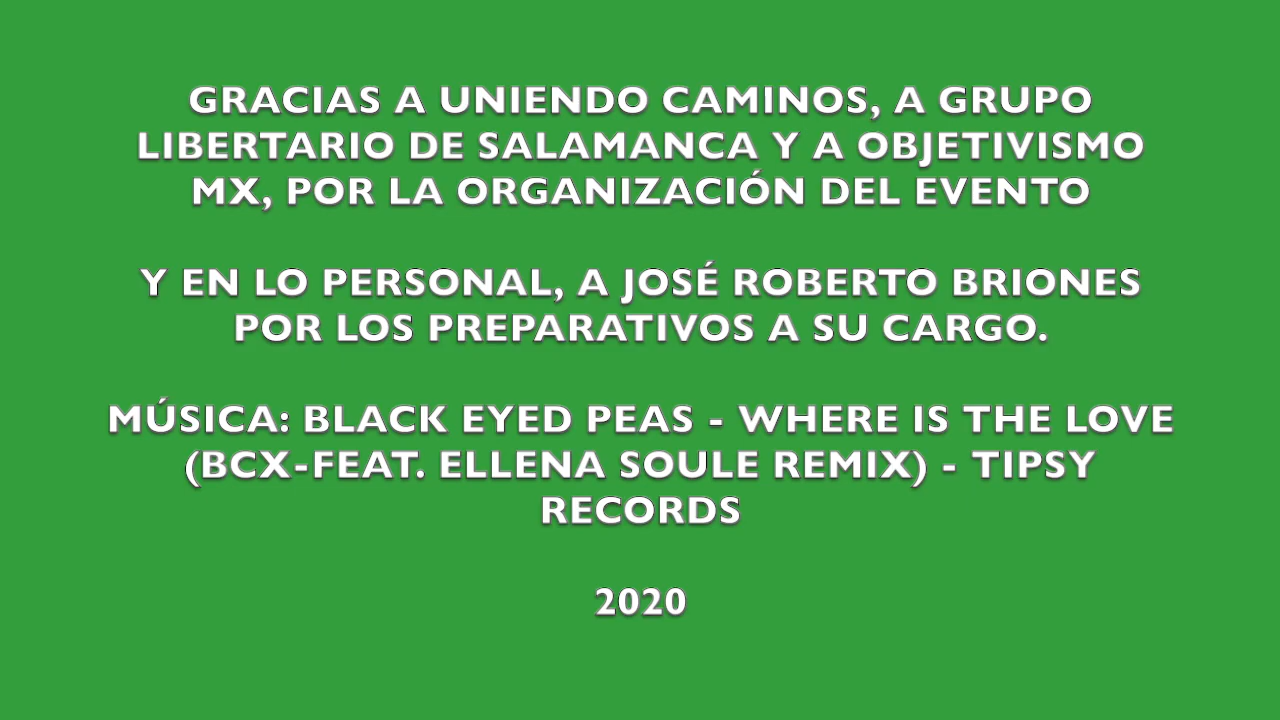 GRACIAS A UNIENDO CAMINOS, A GRUPO
LIBERTARIO DE SALAMANCA Y A OBJETIVISMO
MX, POR LA ORGANIZACIÓN DEL EVENTO
Y EN LO PERSONAL, A JOSÉ ROBERTO BRIONES
POR LOS PREPARATIVOS A SU CARGO.
MÚSICA: BLACK EYED PEAS - WHERE IS THE LOVE
(BCX-FEAT. ELLENA SOULE REMIX) - TIPSY
RECORDS
2020